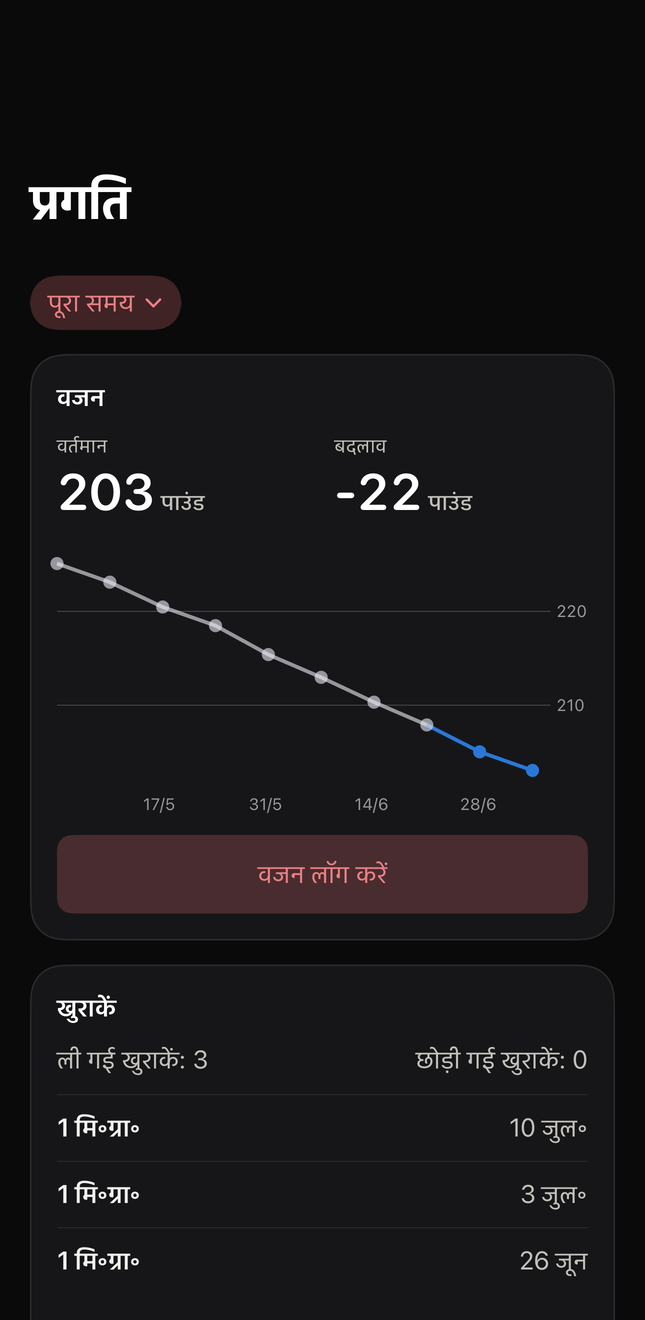 प्रगति
पूरा समय
वजन
वर्तमान
बदलाव
203 पाउंड
-22 पाउंड
220
210
17/5
31/5
14/6
28/6
वजन लॉग करें
खुराकें
ली गई खुराकें: 3
छोड़ी गई खुराकें: 0
1 मि॰ग्रा॰
10 जुल॰
1 मि॰ग्रा॰
3 जुल॰
1 मि॰ग्रा॰
26 जून